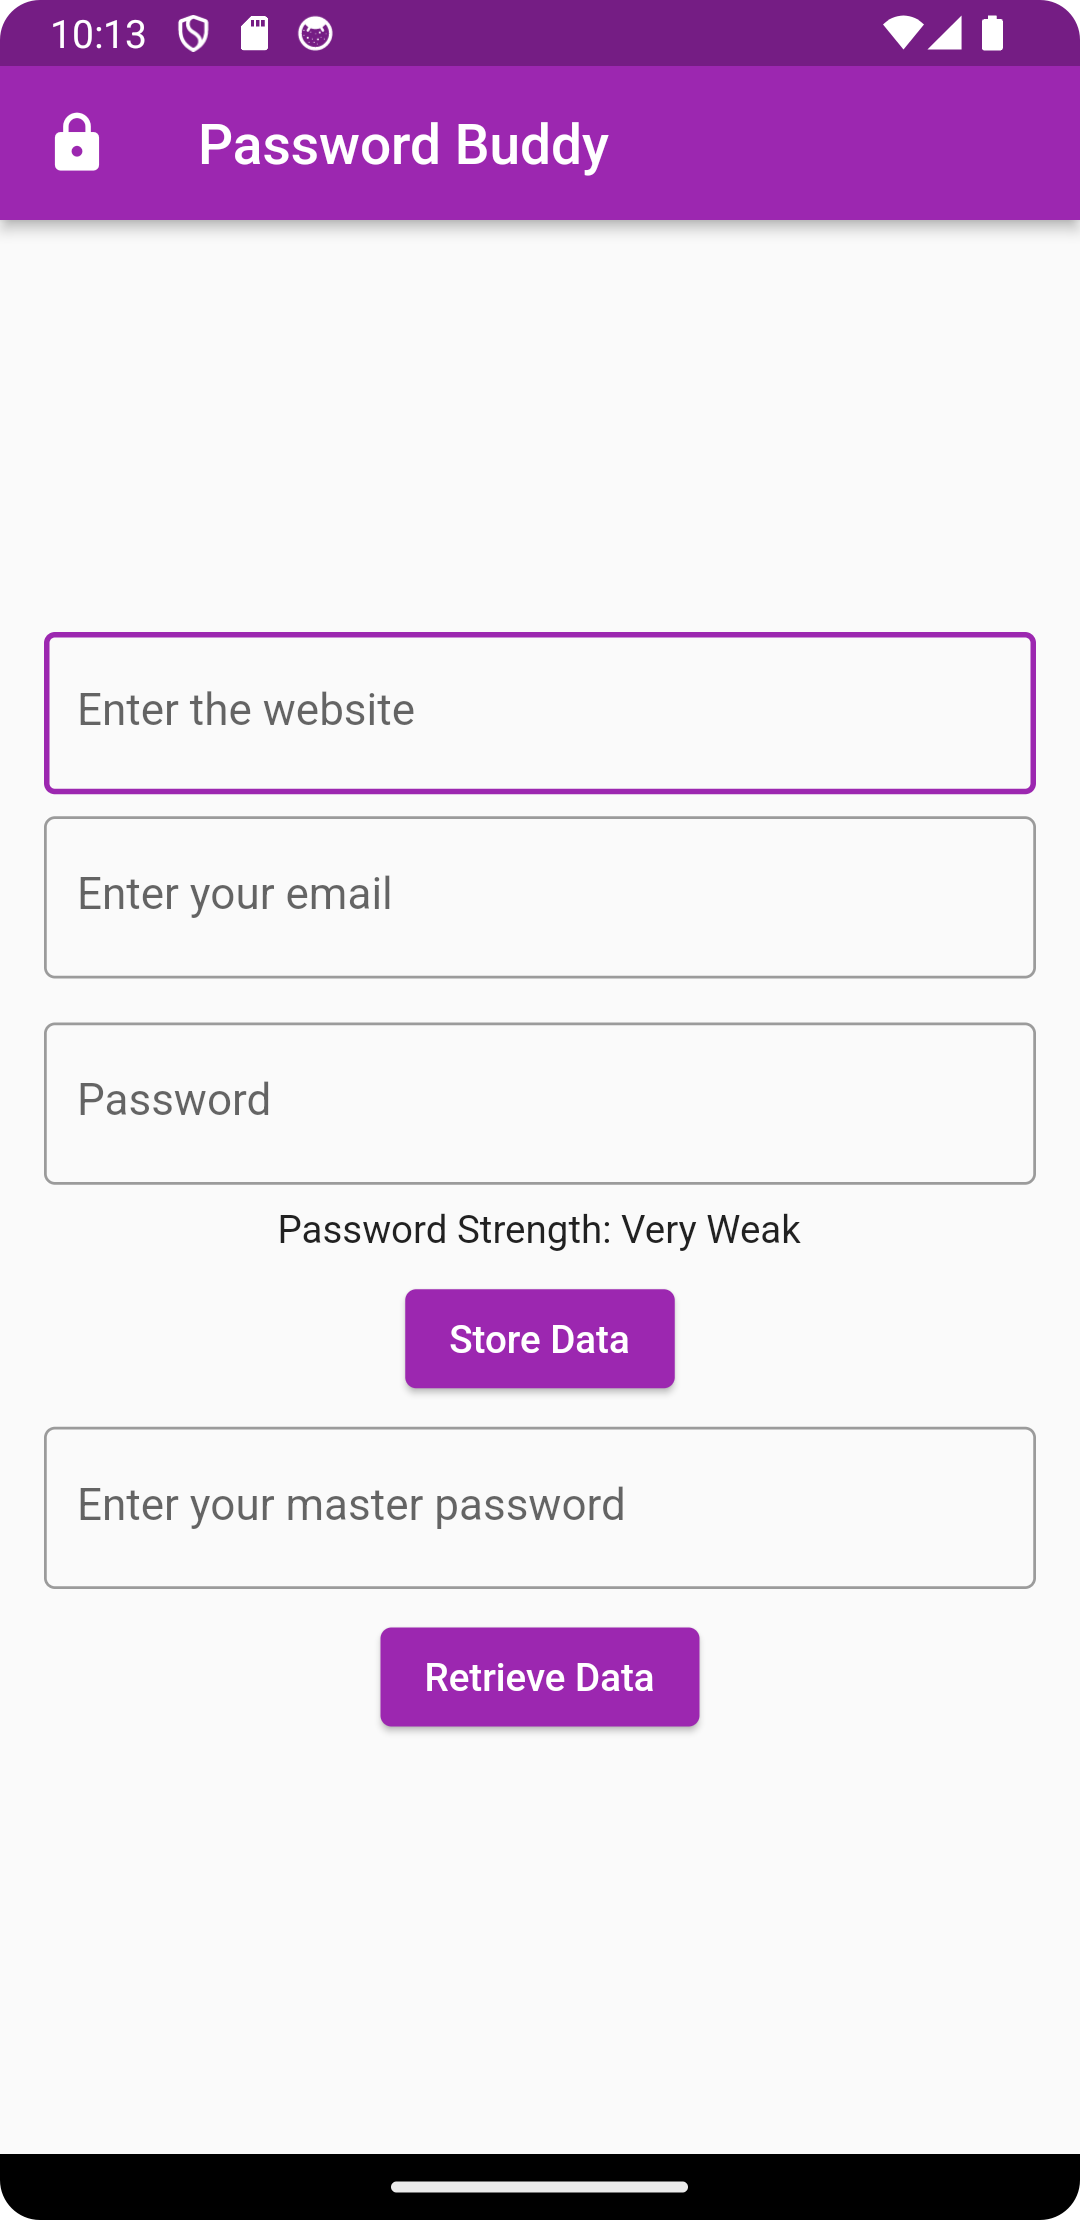 10:13
Password Buddy
Enter the website
Enter your email
Password
Password Strength: Very Weak
Store Data
Enter your master password
Retrieve Data